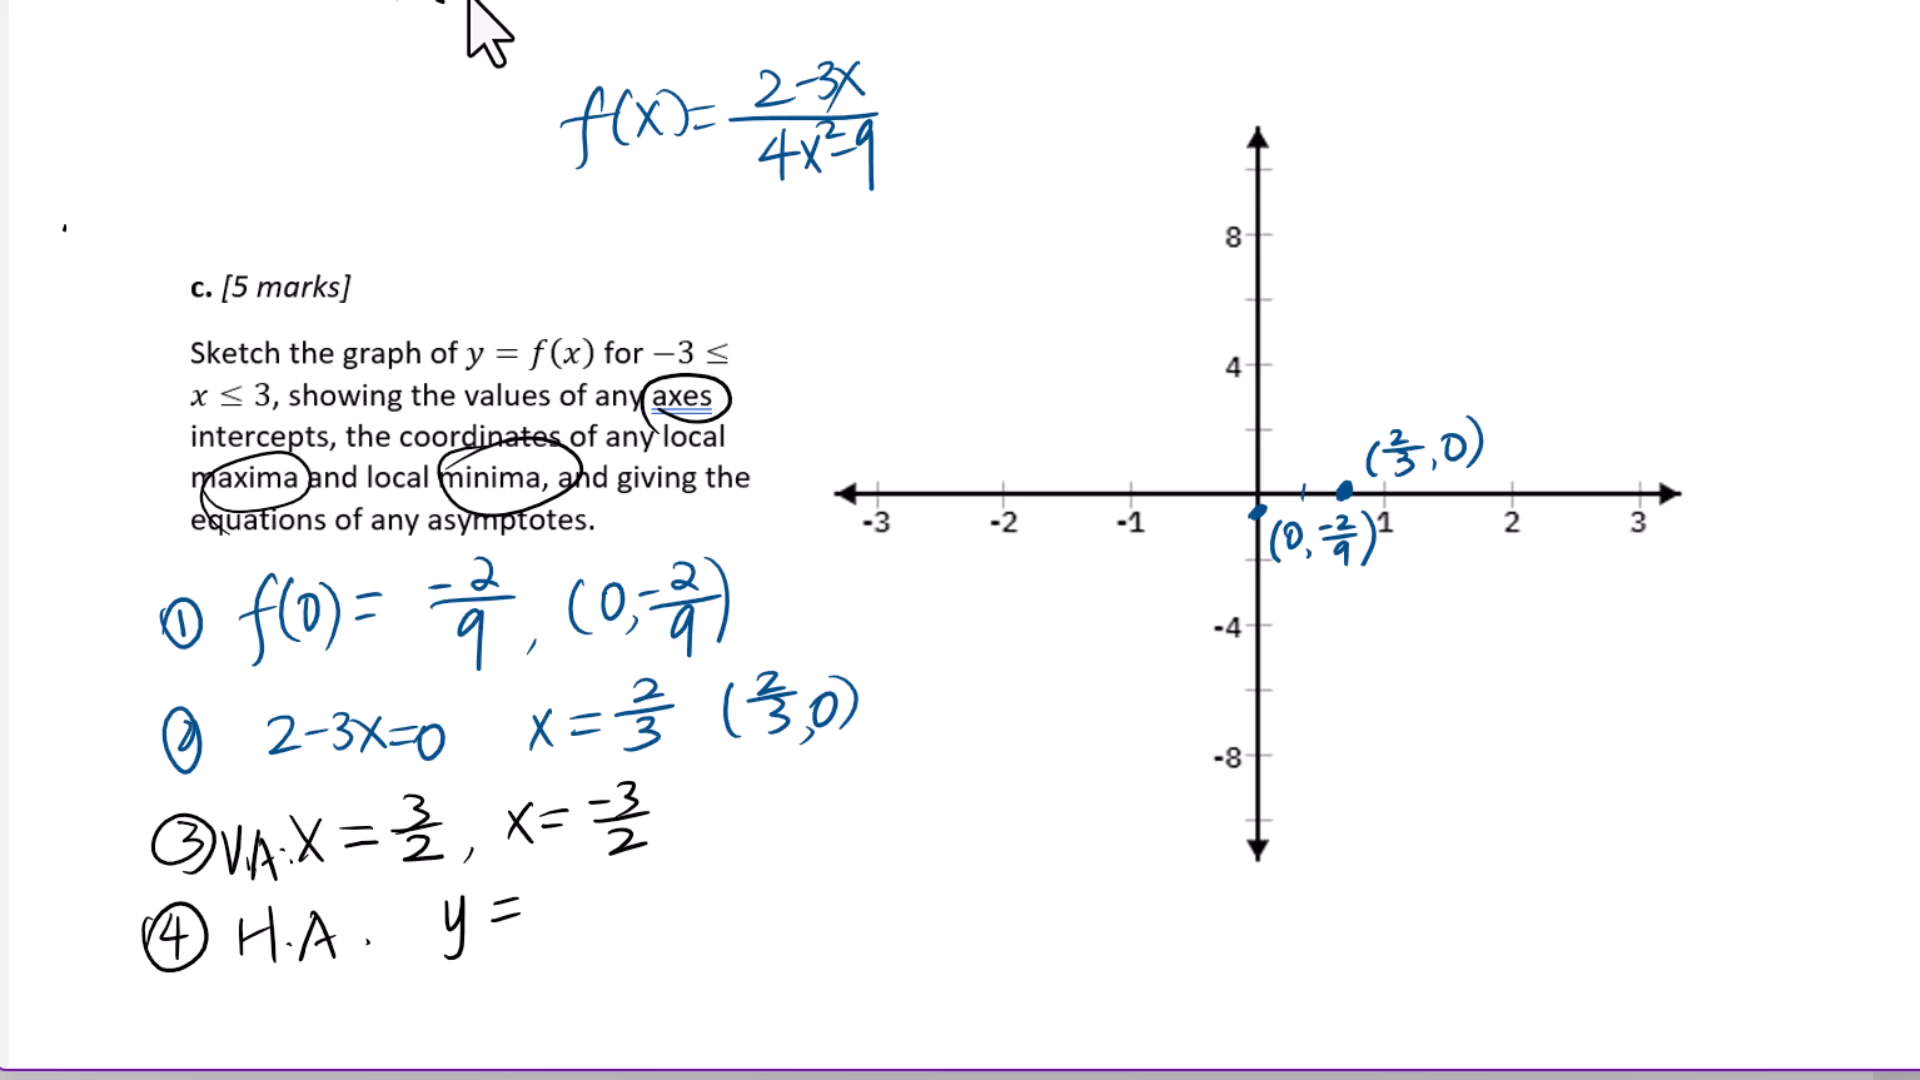 f(x)= (2-3x)/(4x²-9)
c. [5 marks]
Sketch the graph of y = f(x) for −3 ≤
x ≤ 3, showing the values of any axes
intercepts, the coordinates of any local
maxima and local minima, and giving the
equations of any asymptotes.
① f(0) = -2/9, (0, -2/9)
② 2-3x=0 x = 2/3 (2/3, 0)
③ V.A. x = 3/2, x = -3/2
④ H.A. y =
8
4
(2/3, 0)
-3 -2 -1 1 2 3
(0, -2/9)
-4
-8